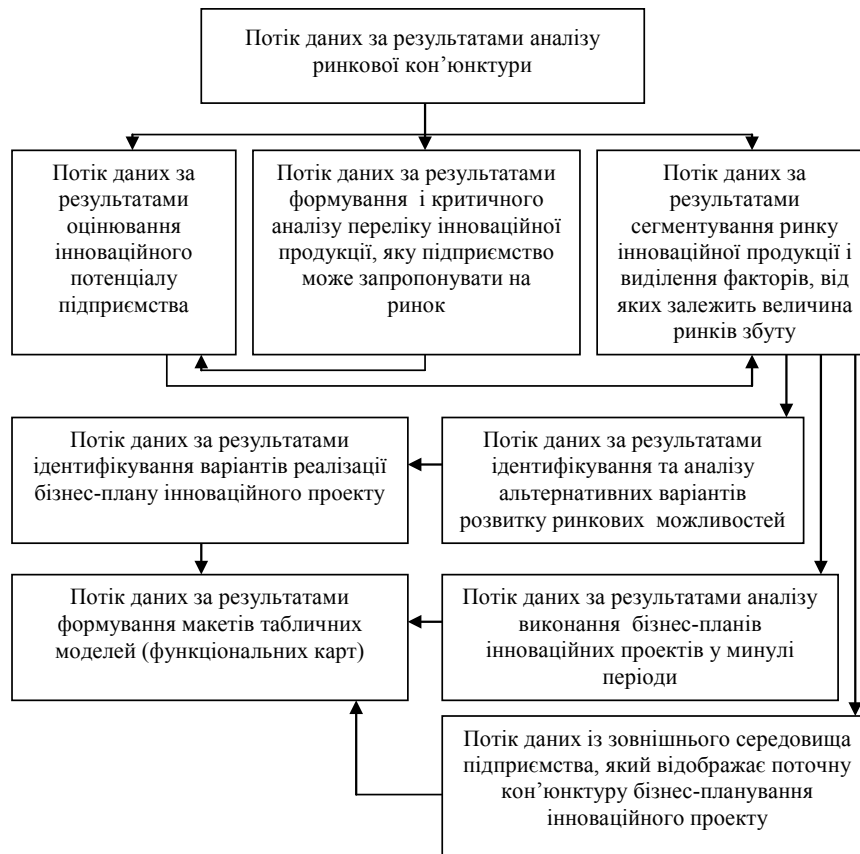 Потік даних за результатами аналізу
ринкової кон’юнктури
Потік даних за
результатами
оцінювання
інноваційного
потенціалу
підприємства
Потік даних за результатами
формування і критичного
аналізу переліку інноваційної
продукції, яку підприємство
може запропонувати на
ринок
Потік даних за
результатами
сегментування ринку
інноваційної продукції і
виділення факторів, від
яких залежить величина
ринків збуту
Потік даних за результатами
ідентифікування варіантів реалізації
бізнес-плану інноваційного проекту
Потік даних за результатами
ідентифікування та аналізу
альтернативних варіантів
розвитку ринкових можливостей
Потік даних за результатами
формування макетів табличних
моделей (функціональних карт)
Потік даних за результатами аналізу
виконання бізнес-планів
інноваційних проектів у минулі
періоди
Потік даних із зовнішнього середовища
підприємства, який відображає поточну
кон’юнктуру бізнес-планування
інноваційного проекту